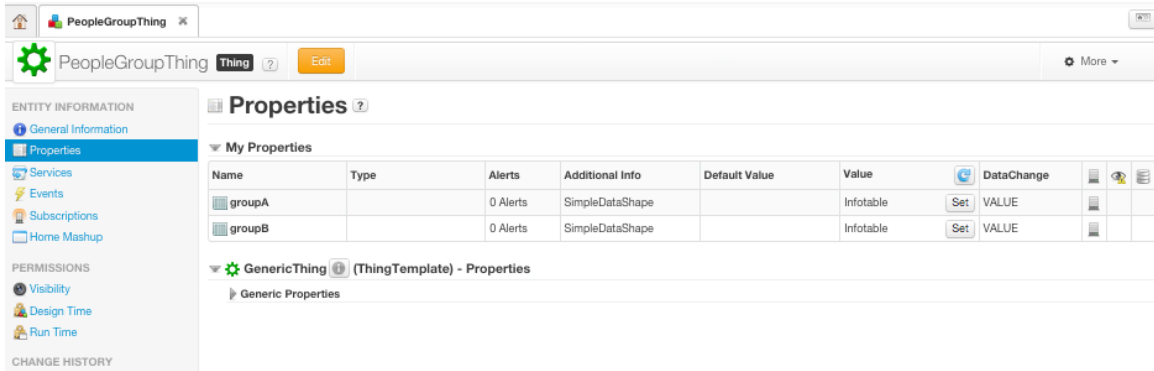 PeopleGroupThing ×
PeopleGroupThing Thing ? Edit More
ENTITY INFORMATION
General Information
Properties
Services
Events
Subscriptions
Home Mashup
PERMISSIONS
Visibility
Design Time
Run Time
CHANGE HISTORY
Properties ?
My Properties
Name Type Alerts Additional Info Default Value Value DataChange
groupA 0 Alerts SimpleDataShape Infotable Set VALUE
groupB 0 Alerts SimpleDataShape Infotable Set VALUE
GenericThing (ThingTemplate) - Properties
Generic Properties